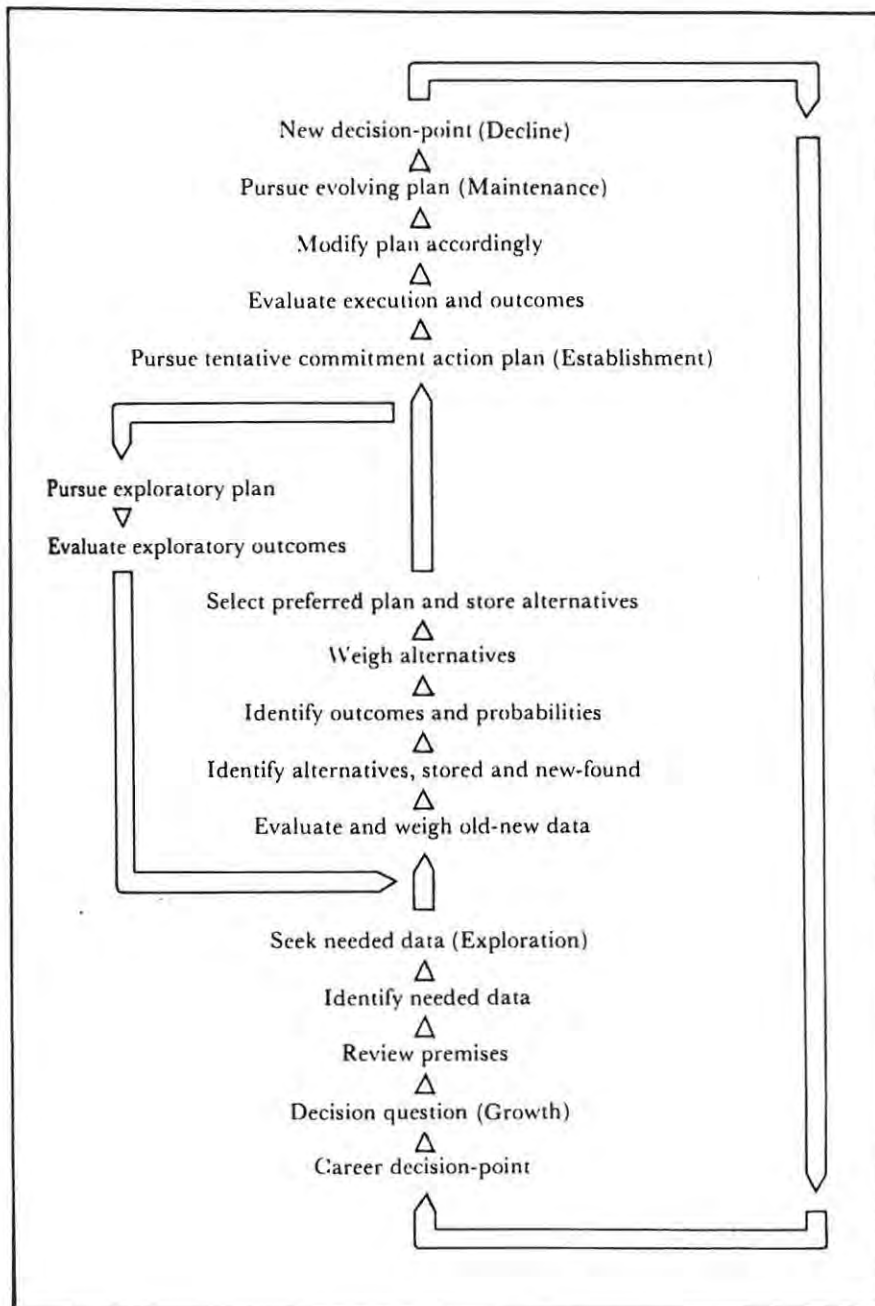 New decision-point (Decline)
Pursue evolving plan (Maintenance)
Modify plan accordingly
Evaluate execution and outcomes
Pursue tentative commitment action plan (Establishment)
Pursue exploratory plan
Evaluate exploratory outcomes
Select preferred plan and store alternatives
Weigh alternatives
Identify outcomes and probabilities
Identify alternatives, stored and new-found
Evaluate and weigh old-new data
Seek needed data (Exploration)
Identify needed data
Review premises
Decision question (Growth)
Career decision-point